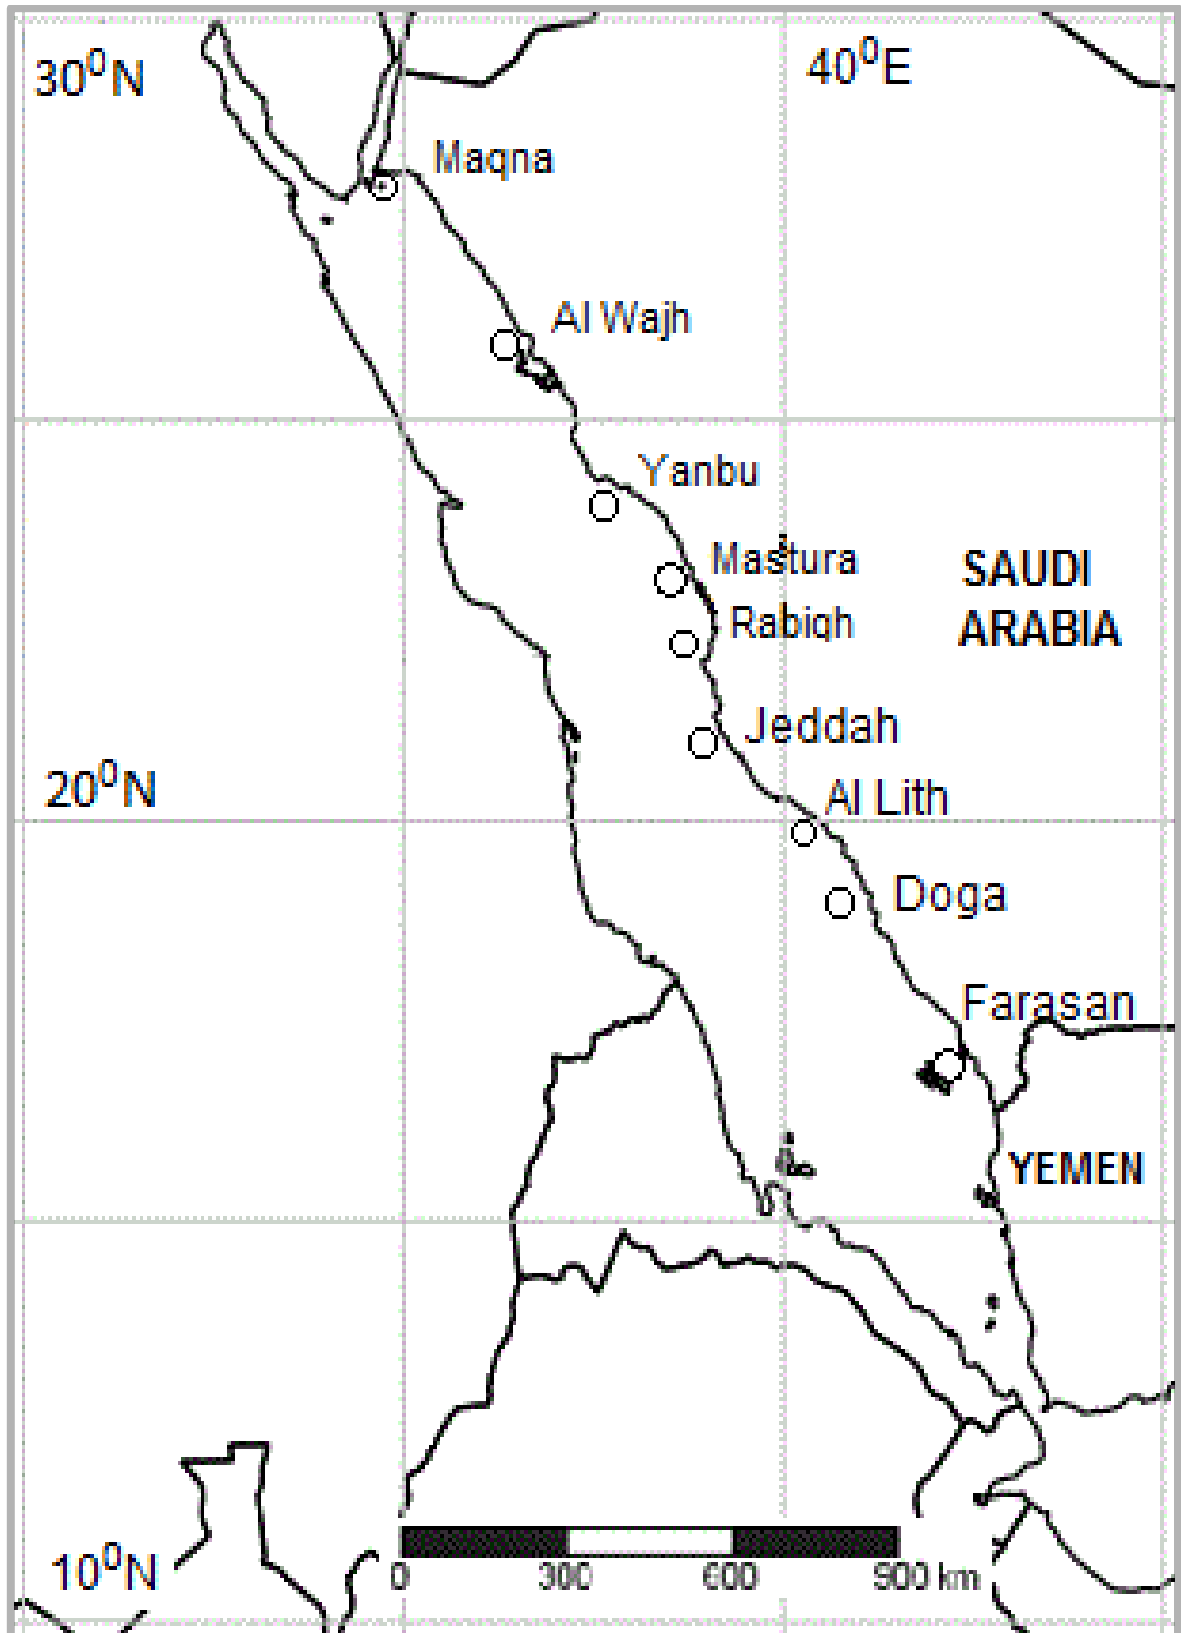 30⁰N
40⁰E
Maqna
Al Wajh
Yanbu
Mastura
SAUDI
ARABIA
Rabigh
Jeddah
20⁰N
Al Lith
Doga
Farasan
YEMEN
10⁰N
0 300 600 900 km